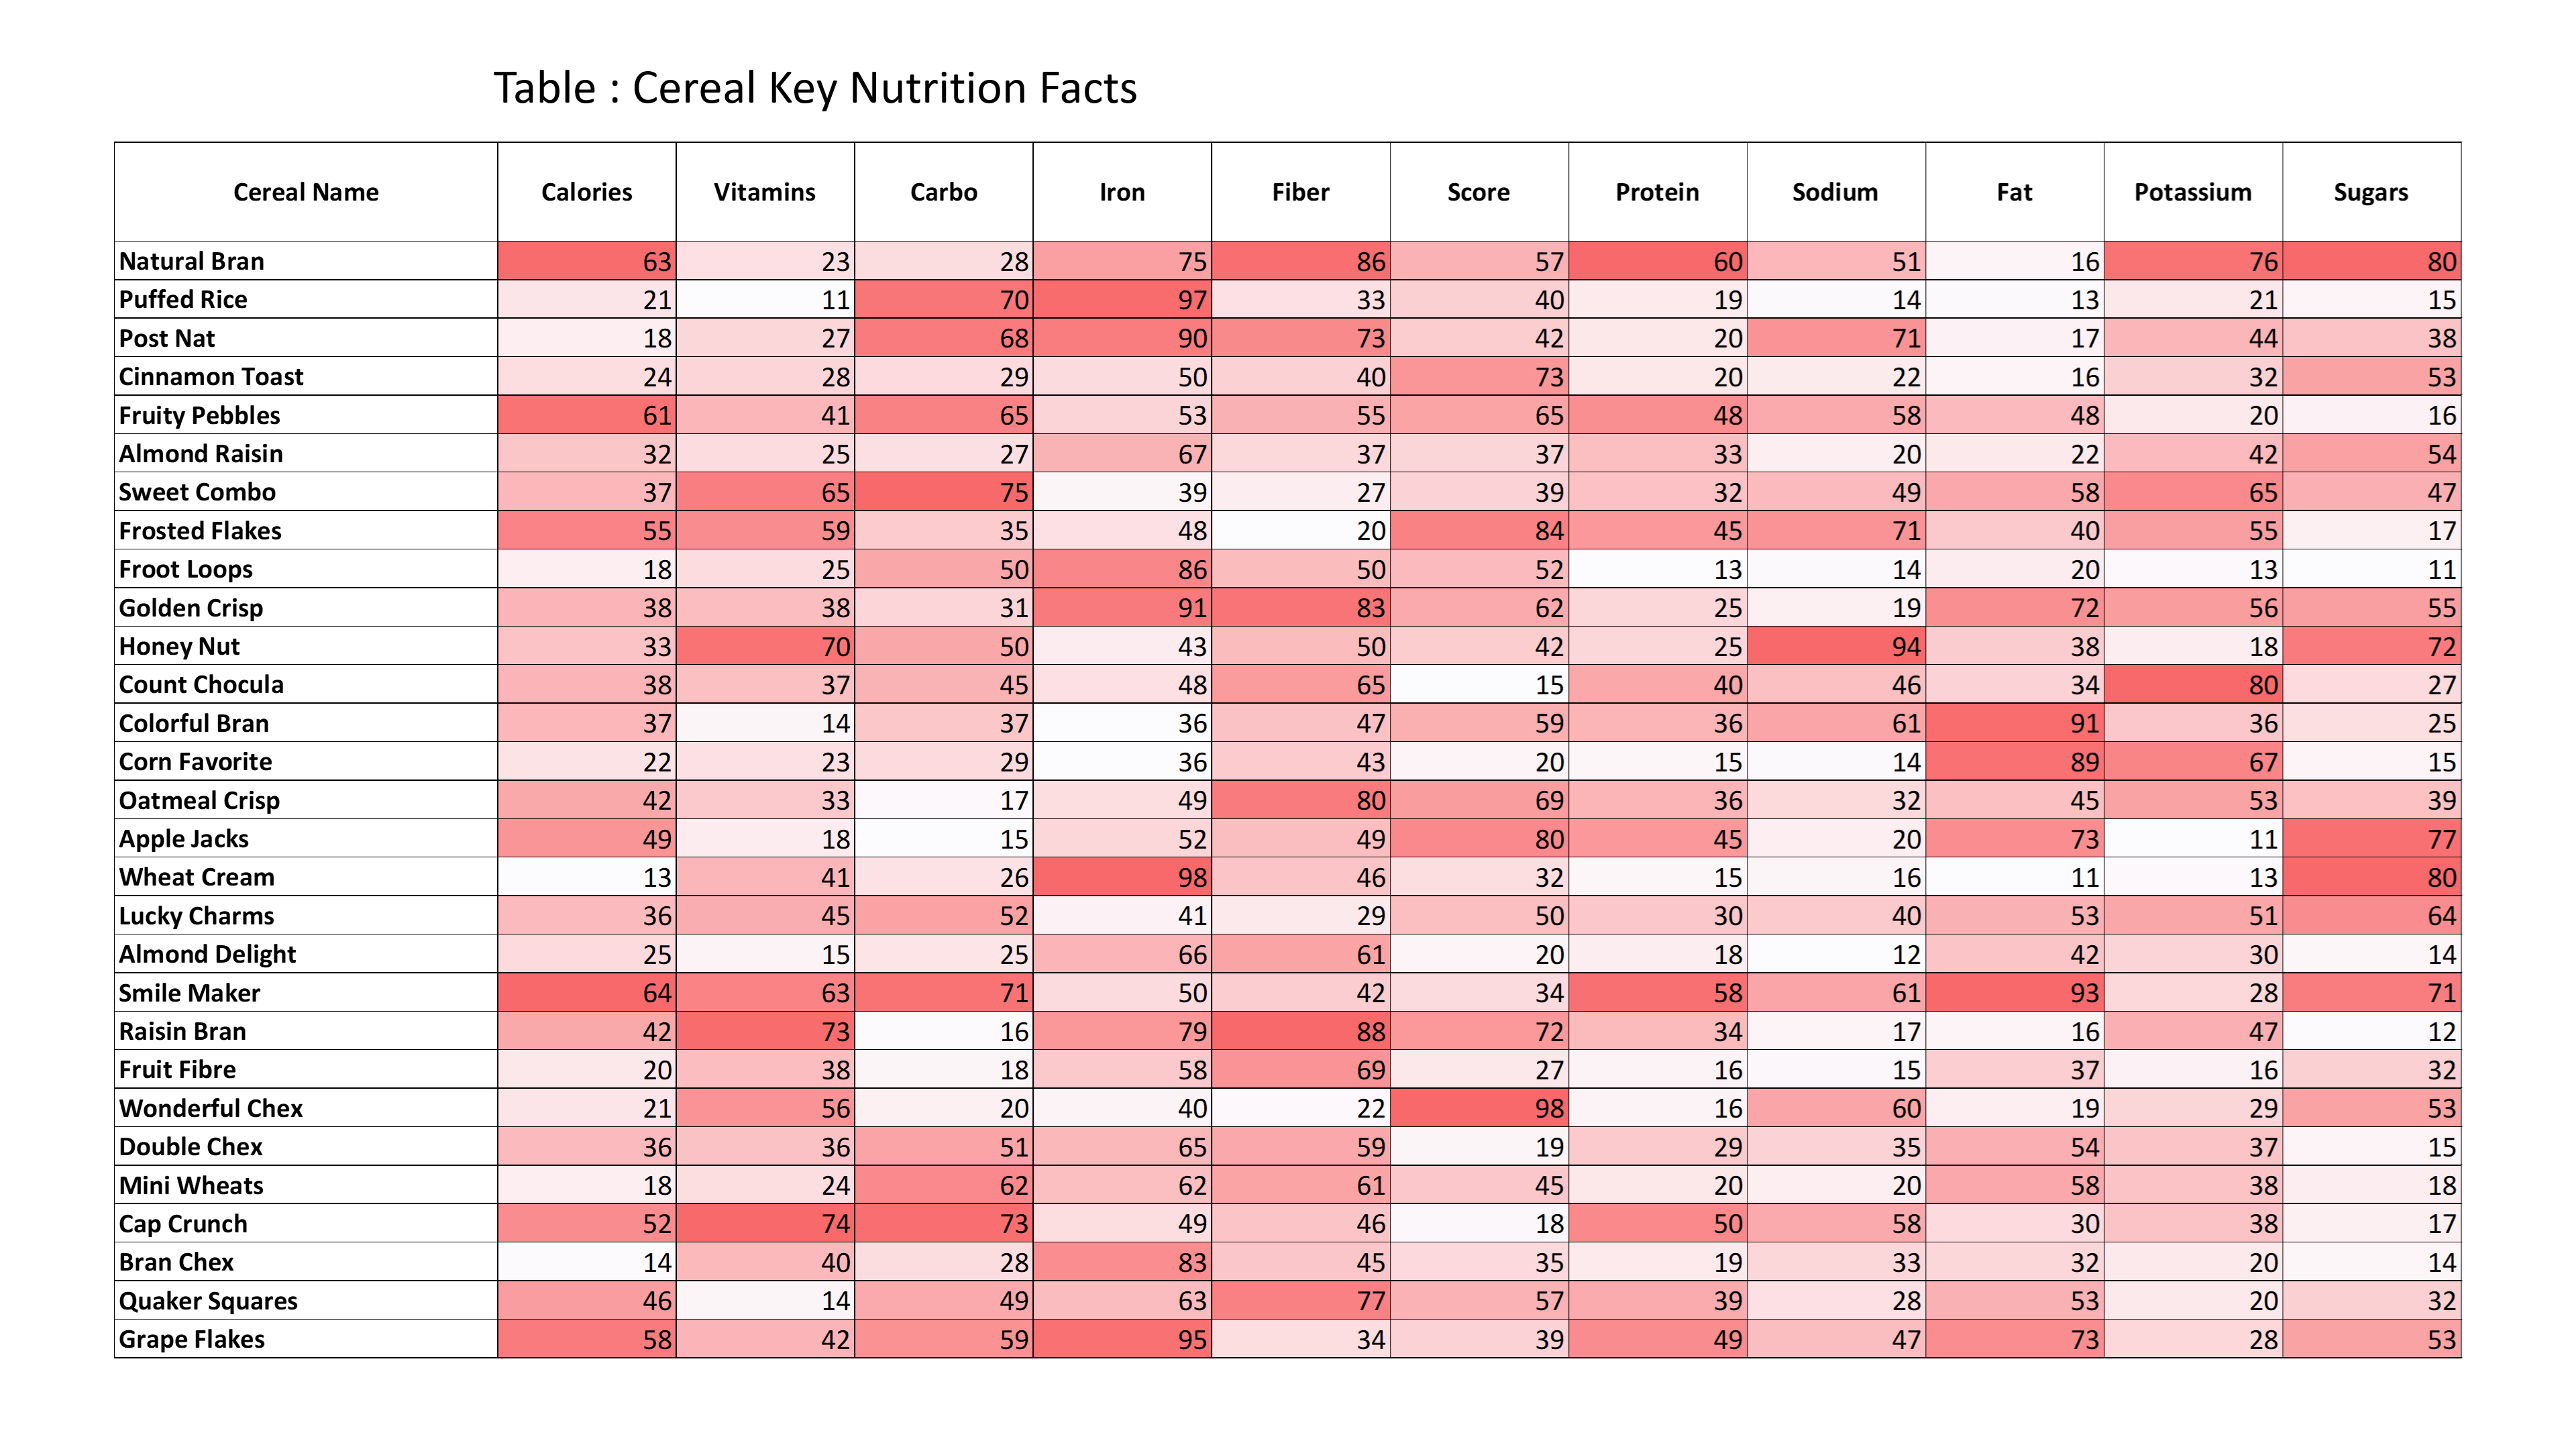 Table : Cereal Key Nutrition Facts
Cereal Name Calories Vitamins Carbo Iron Fiber Score Protein Sodium Fat Potassium Sugars
Natural Bran 63 23 28 75 86 57 60 51 16 76 80
Puffed Rice 21 11 70 97 33 40 19 14 13 21 15
Post Nat 18 27 68 90 73 42 20 71 17 44 38
Cinnamon Toast 24 28 29 50 40 73 20 22 16 32 53
Fruity Pebbles 61 41 65 53 55 65 48 58 48 20 16
Almond Raisin 32 25 27 67 37 37 33 20 22 42 54
Sweet Combo 37 65 75 39 27 39 32 49 58 65 47
Frosted Flakes 55 59 35 48 20 84 45 71 40 55 17
Froot Loops 18 25 50 86 50 52 13 14 20 13 11
Golden Crisp 38 38 31 91 83 62 25 19 72 56 55
Honey Nut 33 70 50 43 50 42 25 94 38 18 72
Count Chocula 38 37 45 48 65 15 40 46 34 80 27
Colorful Bran 37 14 37 36 47 59 36 61 91 36 25
Corn Favorite 22 23 29 36 43 20 15 14 89 67 15
Oatmeal Crisp 42 33 17 49 80 69 36 32 45 53 39
Apple Jacks 49 18 15 52 49 80 45 20 73 11 77
Wheat Cream 13 41 26 98 46 32 15 16 11 13 80
Lucky Charms 36 45 52 41 29 50 30 40 53 51 64
Almond Delight 25 15 25 66 61 20 18 12 42 30 14
Smile Maker 64 63 71 50 42 34 58 61 93 28 71
Raisin Bran 42 73 16 79 88 72 34 17 16 47 12
Fruit Fibre 20 38 18 58 69 27 16 15 37 16 32
Wonderful Chex 21 56 20 40 22 98 16 60 19 29 53
Double Chex 36 36 51 65 59 19 29 35 54 37 15
Mini Wheats 18 24 62 62 61 45 20 20 58 38 18
Cap Crunch 52 74 73 49 46 18 50 58 30 38 17
Bran Chex 14 40 28 83 45 35 19 33 32 20 14
Quaker Squares 46 14 49 63 77 57 39 28 53 20 32
Grape Flakes 58 42 59 95 34 39 49 47 73 28 53